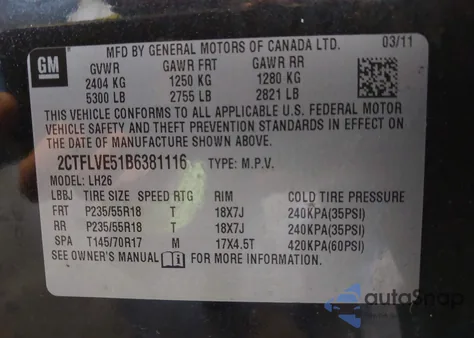 GM
MFD BY GENERAL MOTORS OF CANADA LTD. 03/11
GVWR GAWR FRT GAWR RR
2404 KG 1250 KG 1280 KG
5300 LB 2755 LB 2821 LB
THIS VEHICLE CONFORMS TO ALL APPLICABLE U.S. FEDERAL MOTOR
VEHICLE SAFETY AND THEFT PREVENTION STANDARDS IN EFFECT ON
THE DATE OF MANUFACTURE SHOWN ABOVE.
2CTFLVE51B6381116 TYPE: M.P.V.
MODEL: LH26
LBBJ TIRE SIZE SPEED RTG RIM COLD TIRE PRESSURE
FRT P235/55R18 T 18X7J 240KPA(35PSI)
RR P235/55R18 T 18X7J 240KPA(35PSI)
SPA T145/70R17 M 17X4.5T 420KPA(60PSI)
SEE OWNER'S MANUAL i FOR MORE INFORMATION.
autoSnap